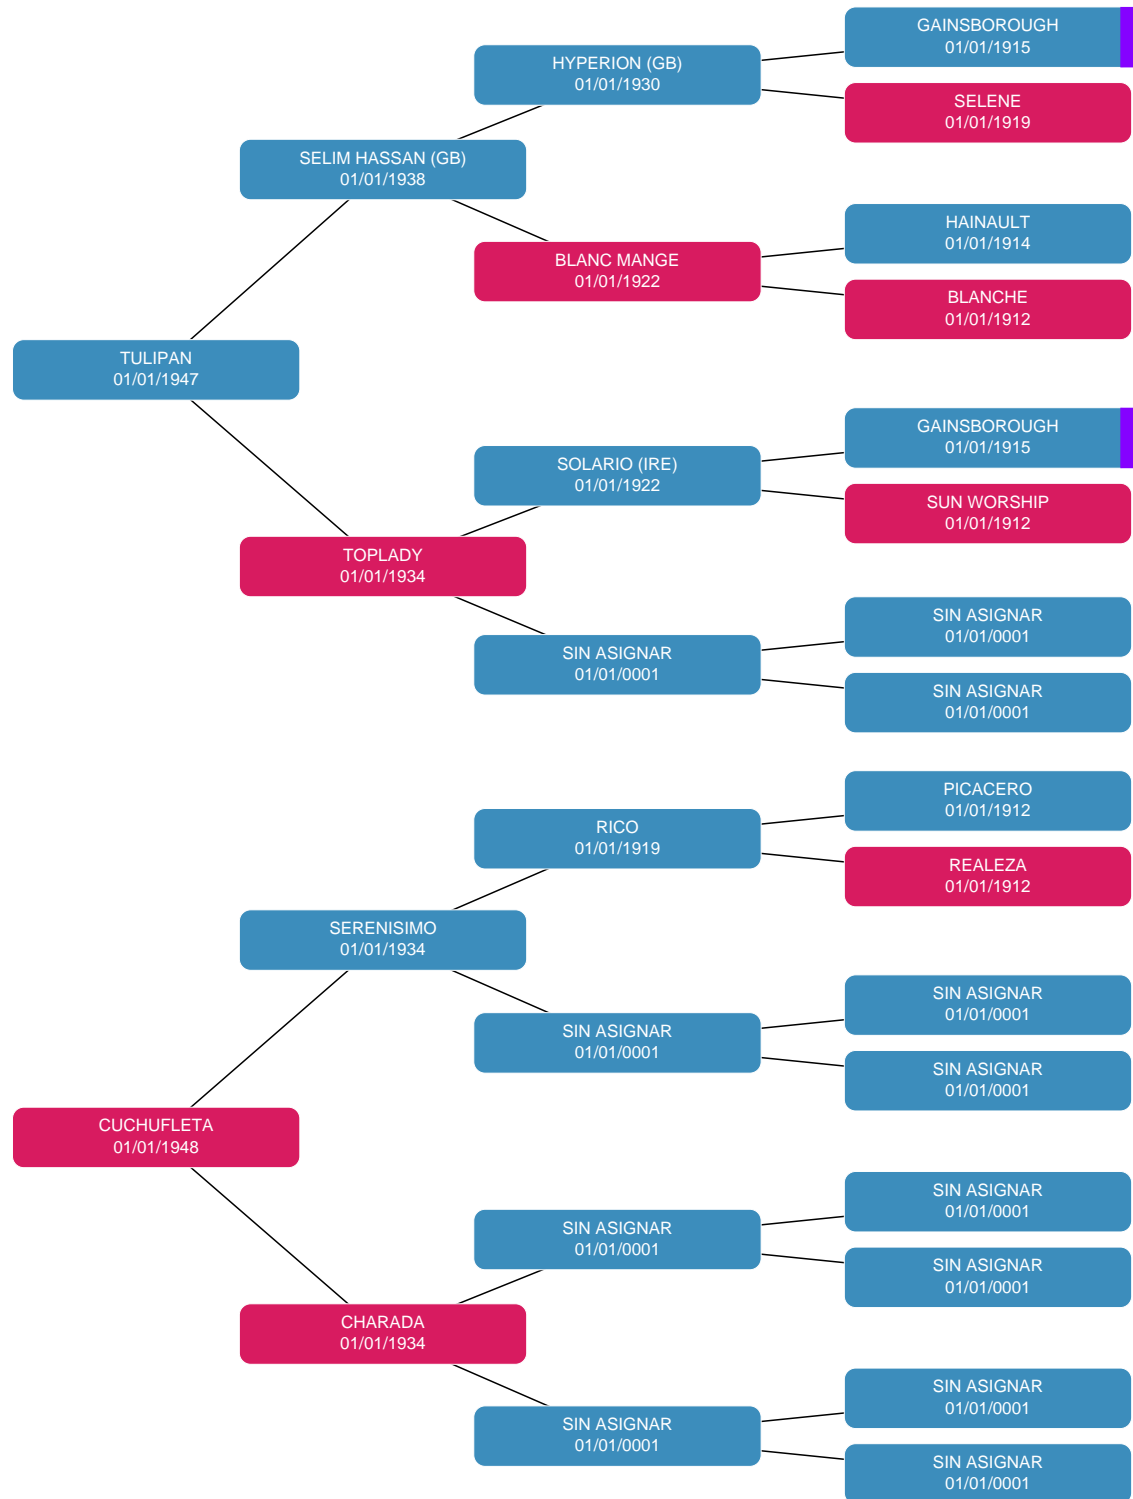 GAINSBOROUGH
01/01/1915
HYPERION (GB)
01/01/1930
SELENE
01/01/1919
SELIM HASSAN (GB)
01/01/1938
HAINAULT
01/01/1914
BLANC MANGE
01/01/1922
BLANCHE
01/01/1912
TULIPAN
01/01/1947
GAINSBOROUGH
01/01/1915
SOLARIO (IRE)
01/01/1922
SUN WORSHIP
01/01/1912
TOPLADY
01/01/1934
SIN ASIGNAR
01/01/0001
SIN ASIGNAR
01/01/0001
SIN ASIGNAR
01/01/0001
PICACERO
01/01/1912
RICO
01/01/1919
REALEZA
01/01/1912
SERENISIMO
01/01/1934
SIN ASIGNAR
01/01/0001
SIN ASIGNAR
01/01/0001
SIN ASIGNAR
01/01/0001
CUCHUFLETA
01/01/1948
SIN ASIGNAR
01/01/0001
SIN ASIGNAR
01/01/0001
SIN ASIGNAR
01/01/0001
CHARADA
01/01/1934
SIN ASIGNAR
01/01/0001
SIN ASIGNAR
01/01/0001
SIN ASIGNAR
01/01/0001